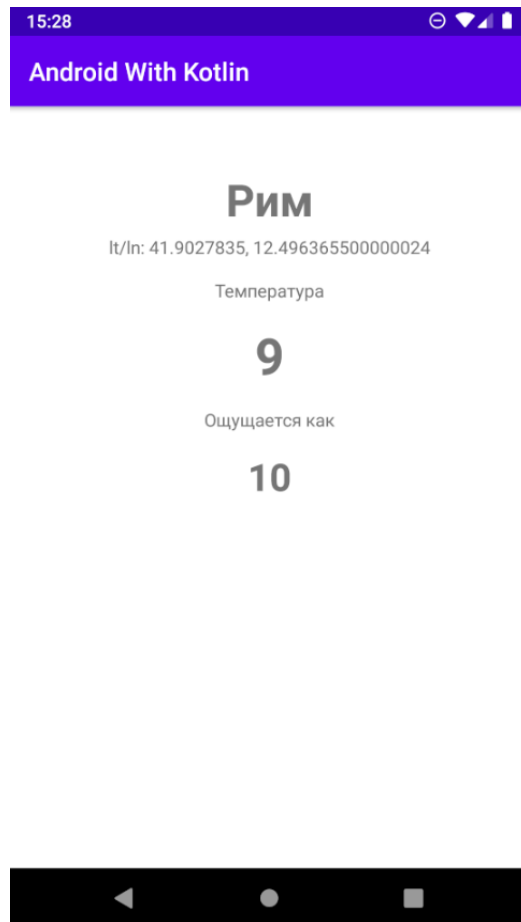 15:28
Android With Kotlin
Рим
lt/ln: 41.9027835, 12.496365500000024
Температура
9
Ощущается как
10